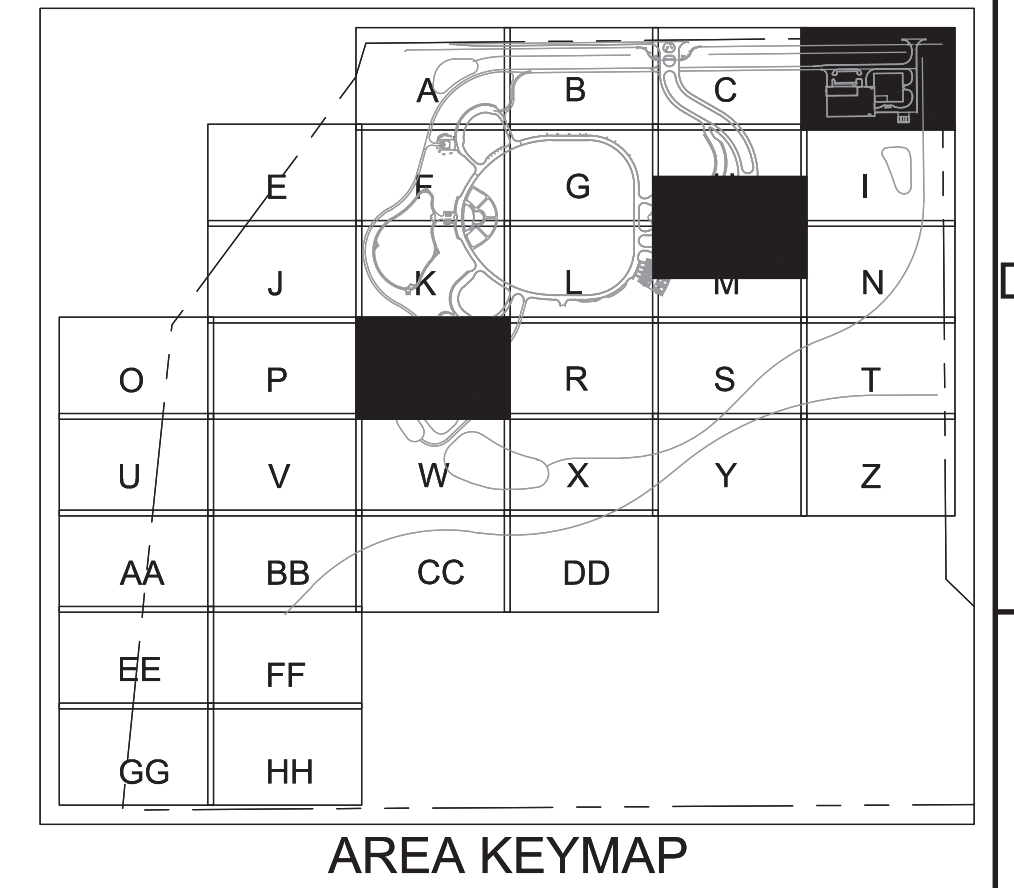 A B C
E F G I
J K L M N
O P R S T
U V W X Y Z
AA BB CC DD
EE FF
GG HH
AREA KEYMAP